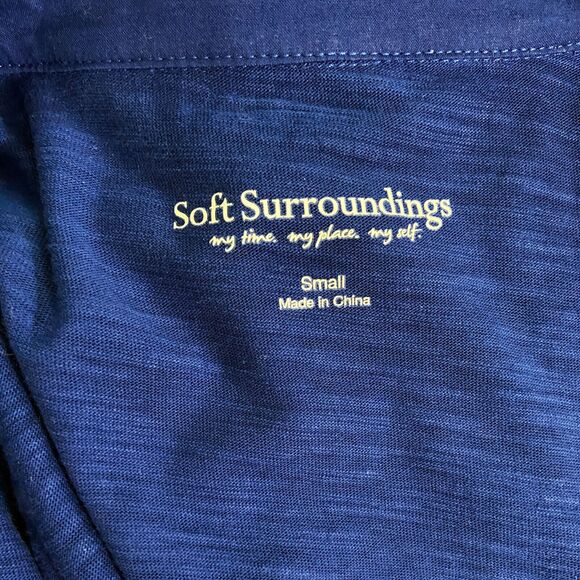 Soft Surroundings
my time. my place. my self.
Small
Made in China